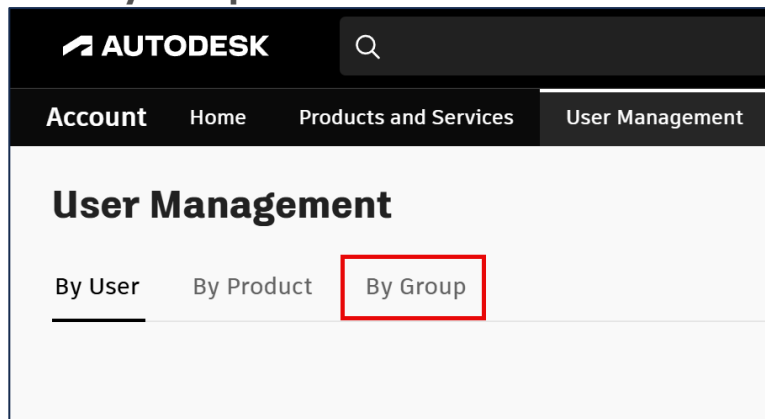 AUTODESK
Account Home Products and Services User Management
User Management
By User By Product By Group